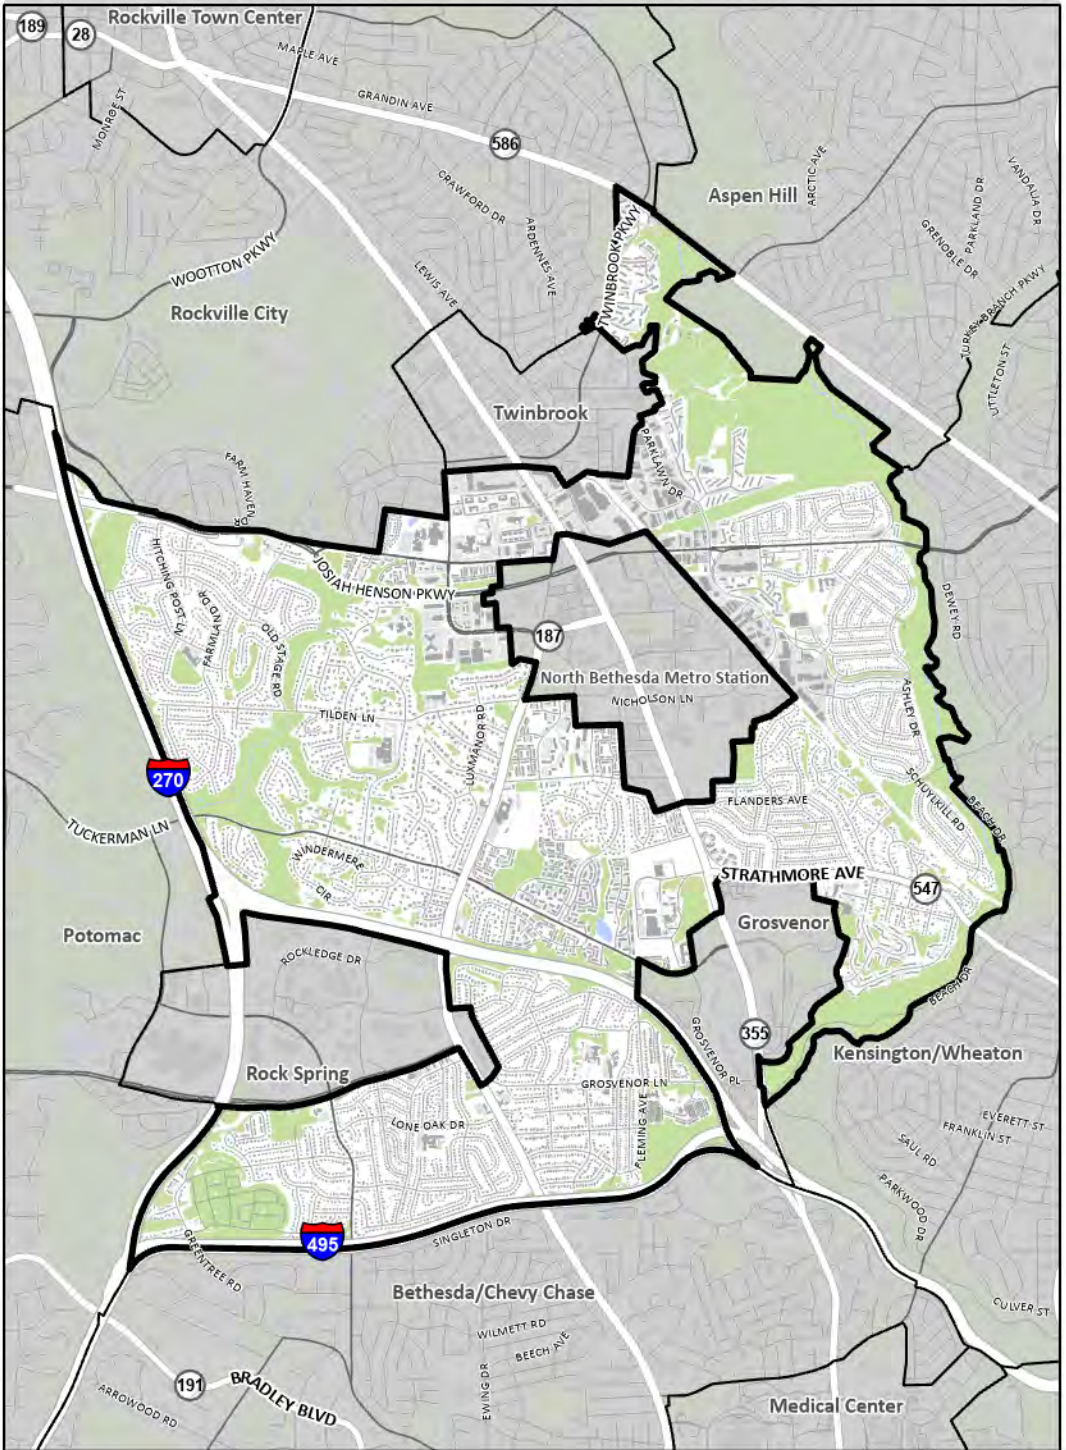 Rockville Town Center
189
28
MAPLE AVE
GRANDIN AVE
MONROE ST
586
CRAWFORD DR
ARDENNES AVE
ARCTIC AVE
Aspen Hill
VANDALIA DR
PARKLAND DR
GRENOBLE DR
WOOTTON PKWY
TWINBROOK PKWY
LEWIS AVE
Rockville City
TURKEY BRANCH PKWY
LITTLETON ST
Twinbrook
PARKLAWN DR
FARM HAVEN
DR
HITCHING POST LN
JOSIAH HENSON PKWY
FARMLAND DR
OLD STAGE RD
DEWEY RD
187
North Bethesda Metro Station
NICHOLSON LN
ASHLEY DR
TILDEN LN
LUXMANOR RD
270
SCHUYLKILL RD
FLANDERS AVE
BEACH DR
TUCKERMAN LN
WINDERMERE
CIR
STRATHMORE AVE
547
Grosvenor
Potomac
ROCKLEDGE DR
BEACH DR
GROSVENOR PL
355
Kensington/Wheaton
Rock Spring
GROSVENOR LN
FLEMING AVE
LONE OAK DR
EVERETT ST
FRANKLIN ST
SAUL RD
PARKWOOD DR
495
SINGLETON DR
GREENTREE RD
Bethesda/Chevy Chase
CULVER ST
WILMETT RD
BEECH AVE
EWING DR
191
BRADLEY BLVD
ARROWOOD RD
Medical Center